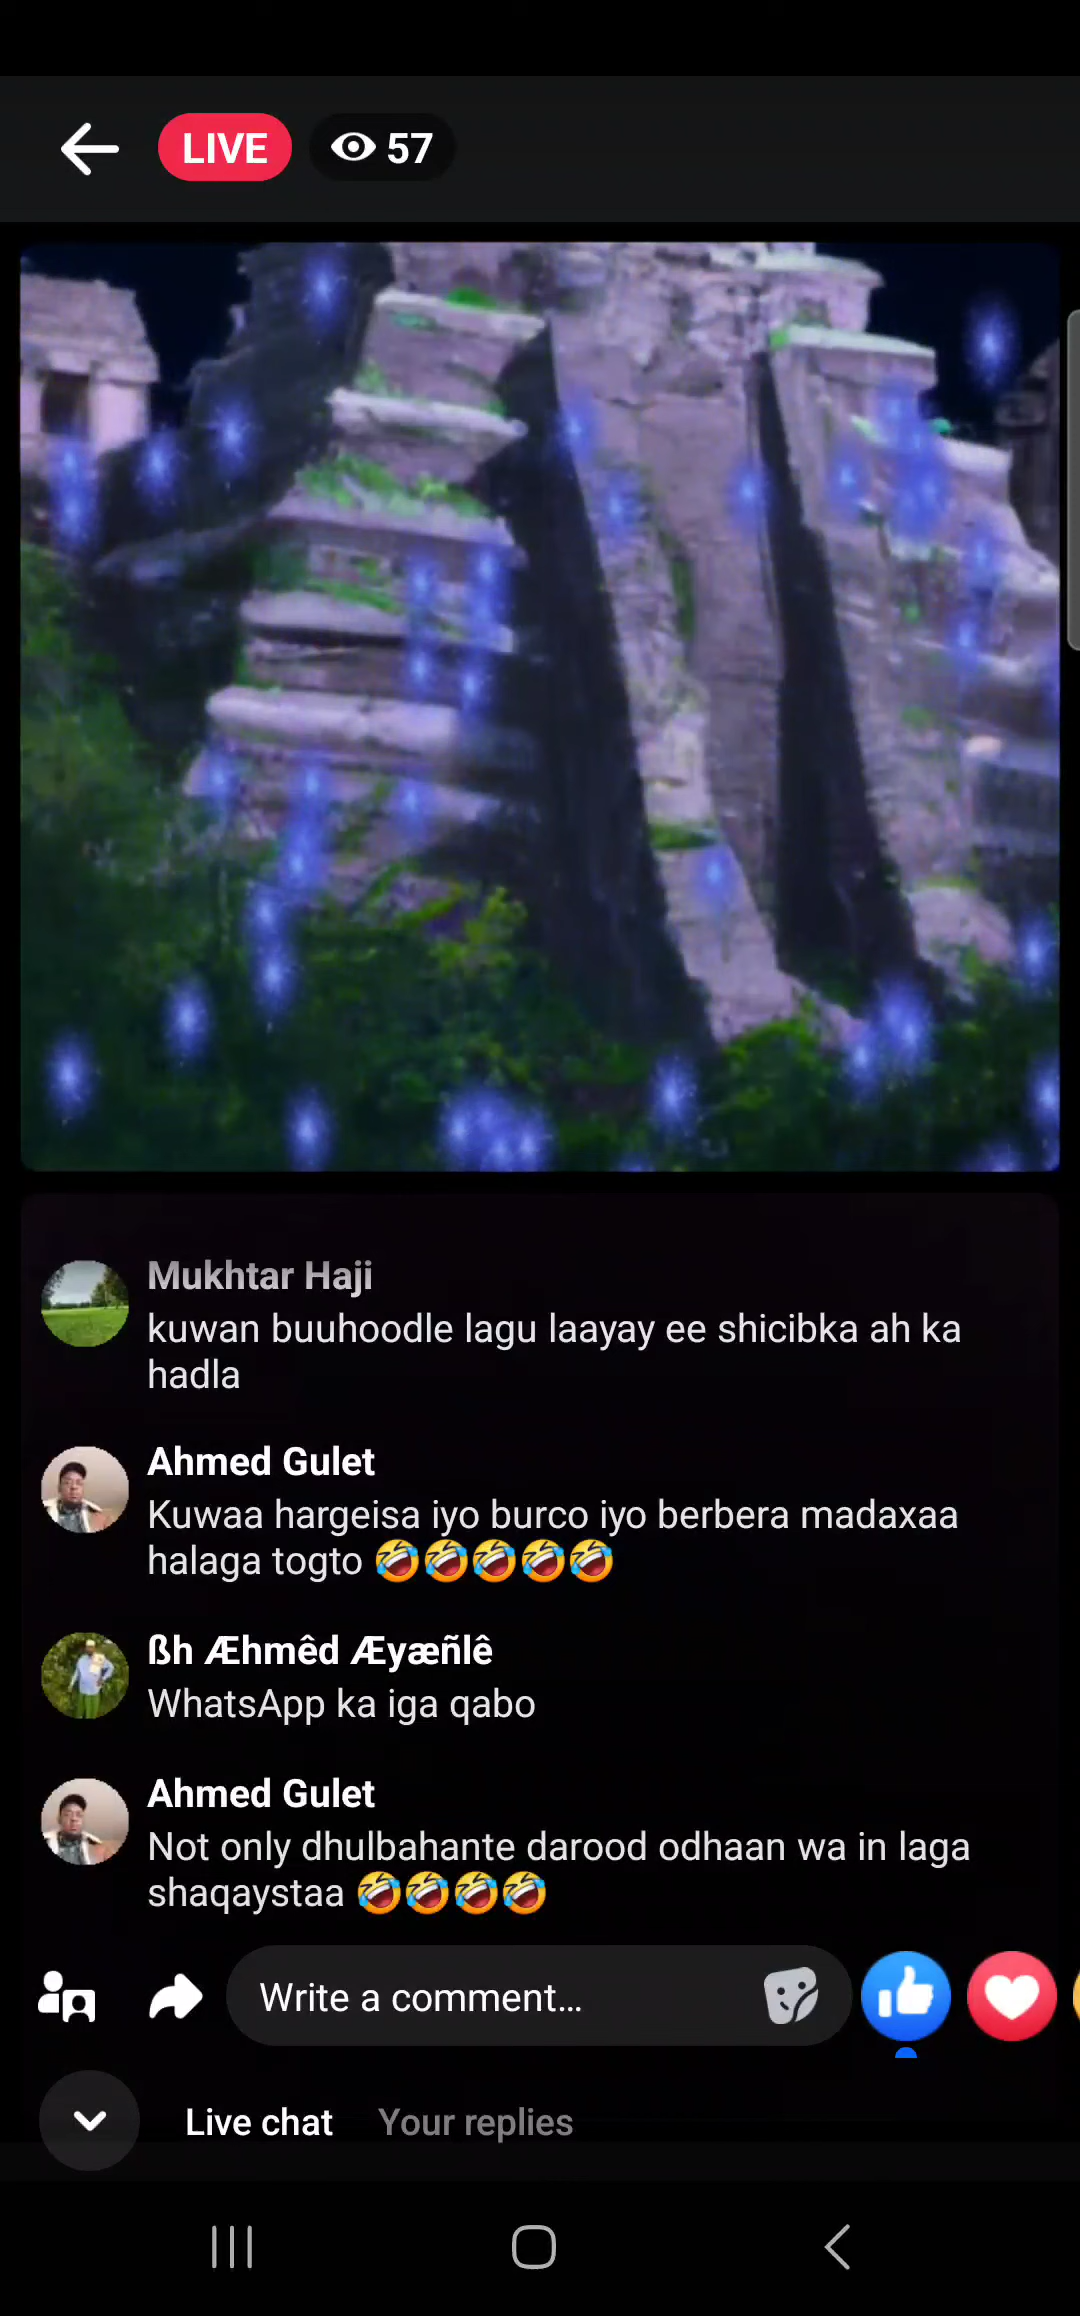 LIVE
57
Mukhtar Haji
kuwan buuhoodle lagu laayay ee shicibka ah ka
hadla
Ahmed Gulet
Kuwaa hargeisa iyo burco iyo berbera madaxaa
halaga togto 🤣🤣🤣🤣🤣
ßh Æhmêd Æyæñlê
WhatsApp ka iga qabo
Ahmed Gulet
Not only dhulbahante darood odhaan wa in laga
shaqaystaa 🤣🤣🤣🤣
Write a comment...
Live chat
Your replies